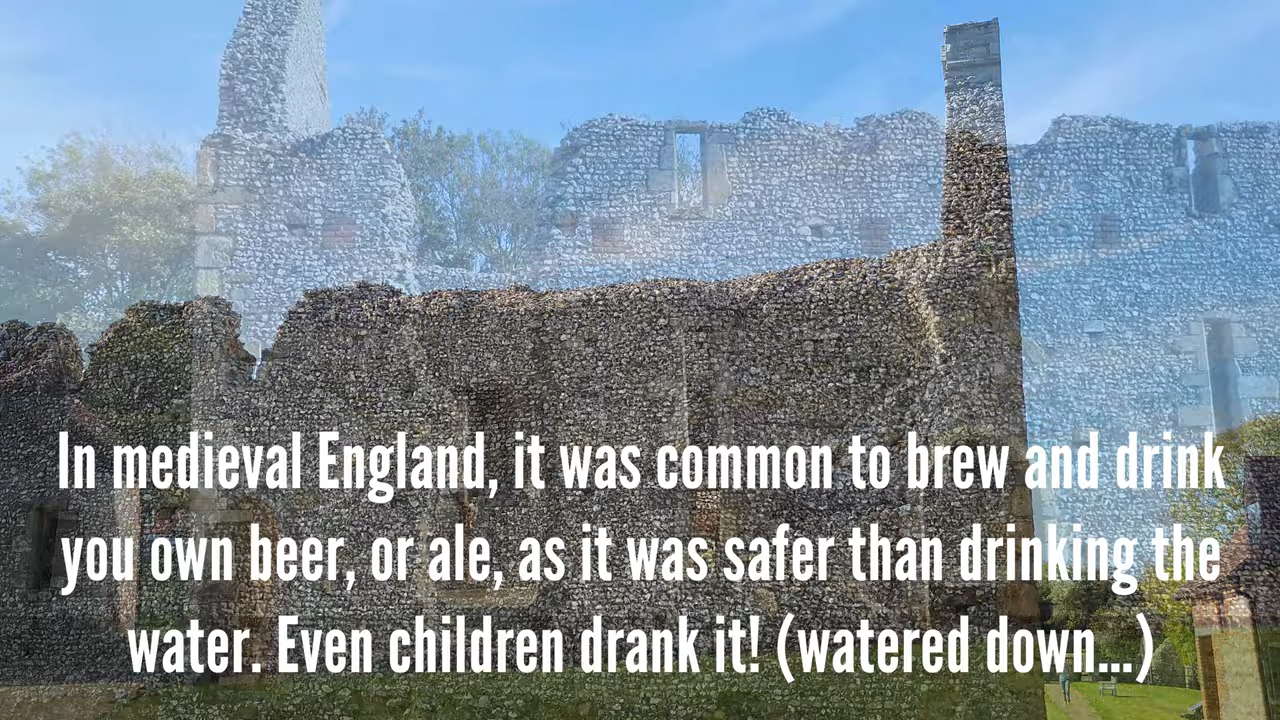 In medieval England, it was common to brew and drink
you own beer, or ale, as it was safer than drinking the
water. Even children drank it! (watered down...)